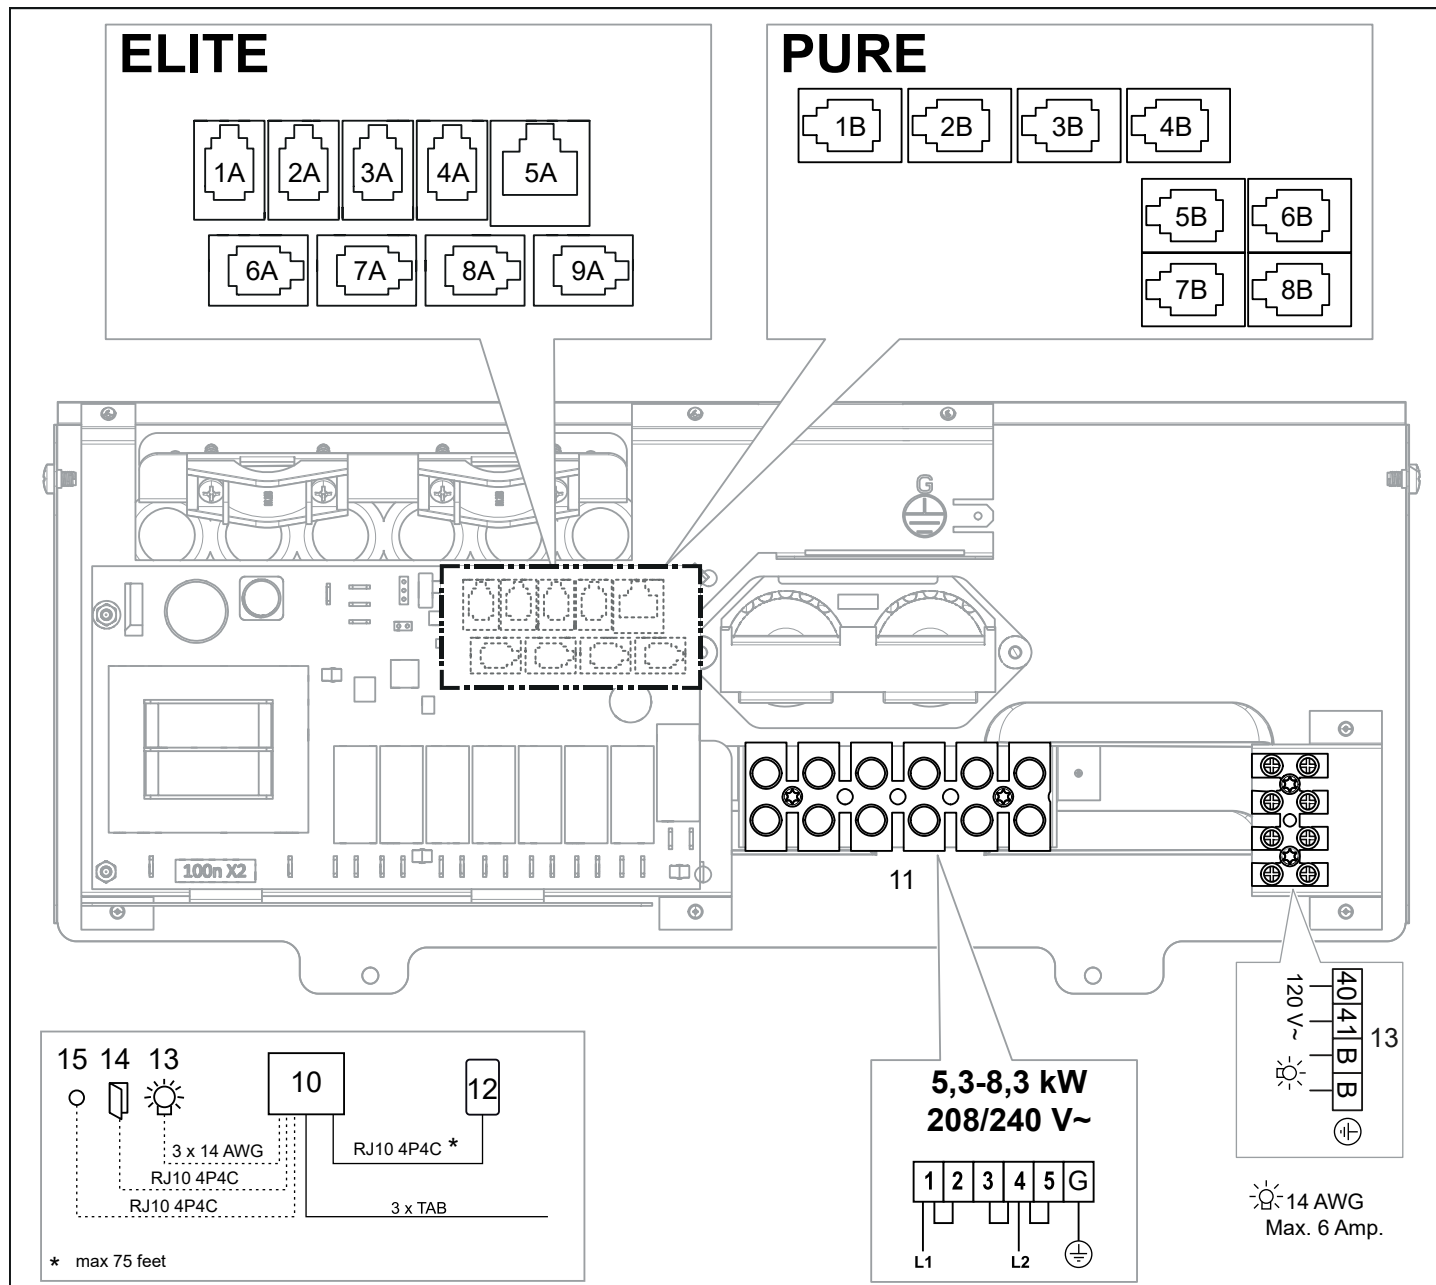 ELITE
PURE
1A 2A 3A 4A 5A
6A 7A 8A 9A
1B 2B 3B 4B
5B 6B
7B 8B
G
100n X2
11
15 14 13 10 12
3 x 14 AWG
RJ10 4P4C *
RJ10 4P4C
RJ10 4P4C
3 x TAB
* max 75 feet
5,3-8,3 kW
208/240 V~
1 2 3 4 5 G
L1 L2
120 V~
40 41 B B
13
14 AWG
Max. 6 Amp.